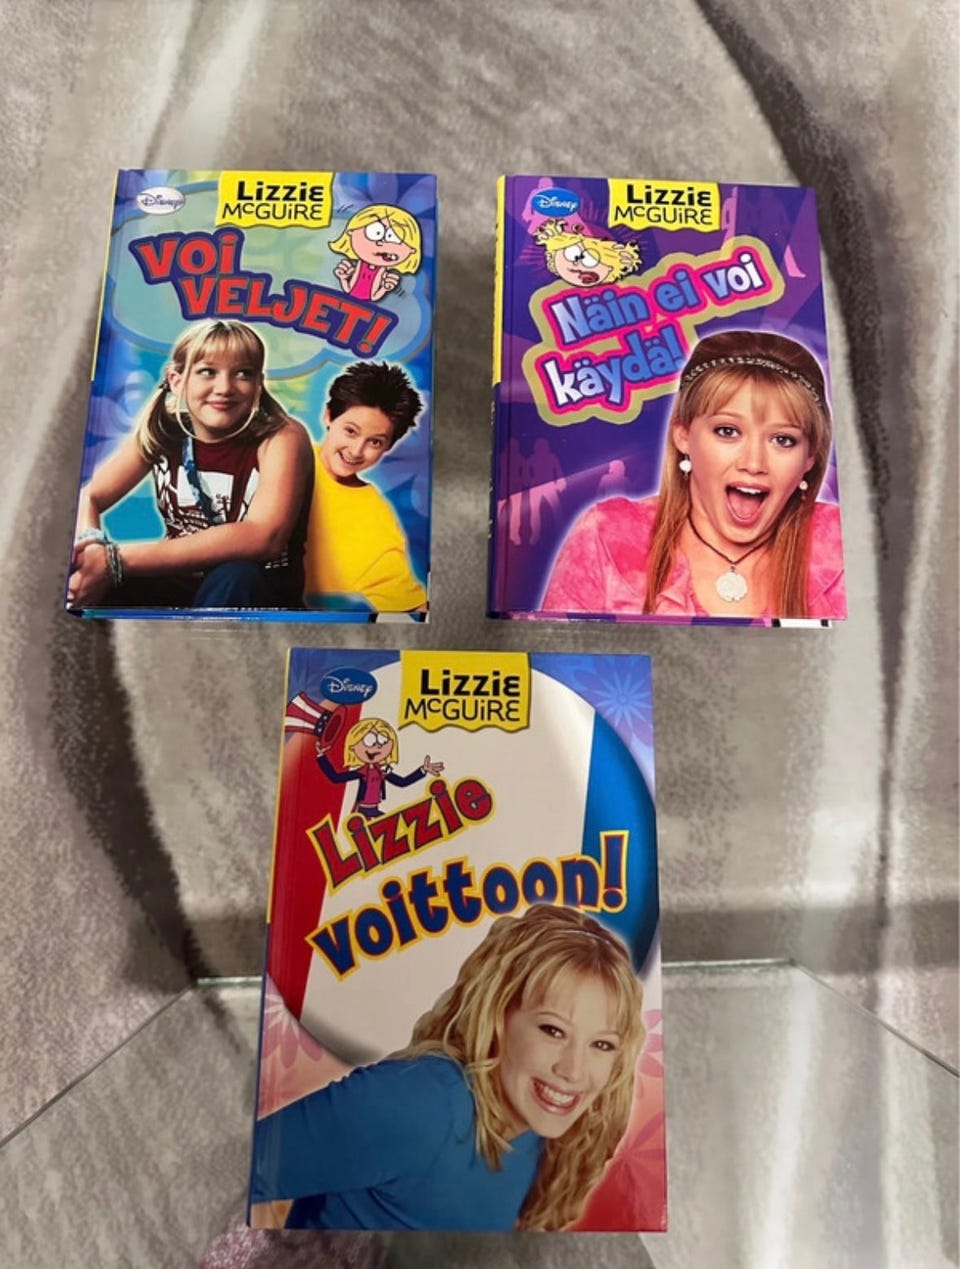 Disney
Lizzie
McGuire
Voi
veljet!
Disney
Lizzie
McGuire
Näin ei voi
käydä!
Disney
Lizzie
McGuire
Lizzie
voittoon!